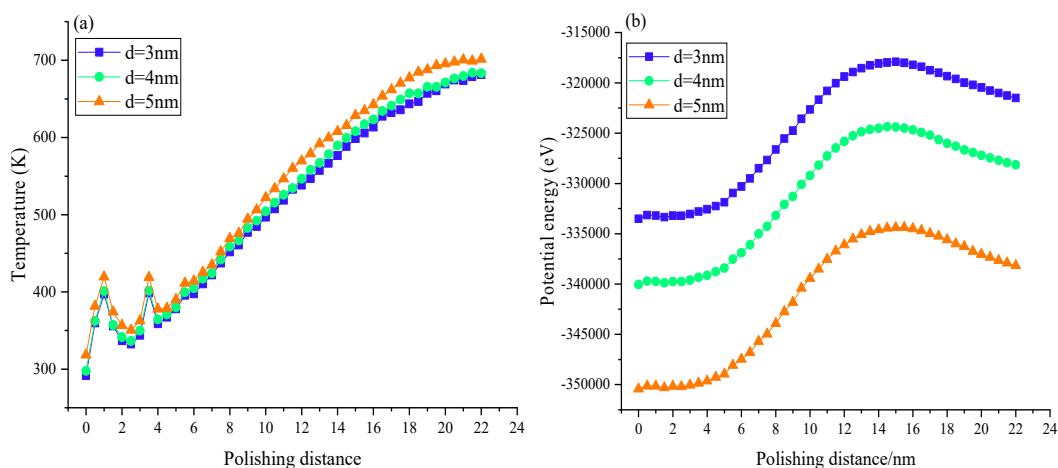 (a)
d=3nm
d=4nm
d=5nm
700
600
500
400
300
Temperature (K)
0 2 4 6 8 10 12 14 16 18 20 22 24
Polishing distance
(b)
d=3nm
d=4nm
d=5nm
-315000
-320000
-325000
-330000
-335000
-340000
-345000
-350000
Potential energy (eV)
0 2 4 6 8 10 12 14 16 18 20 22 24
Polishing distance/nm